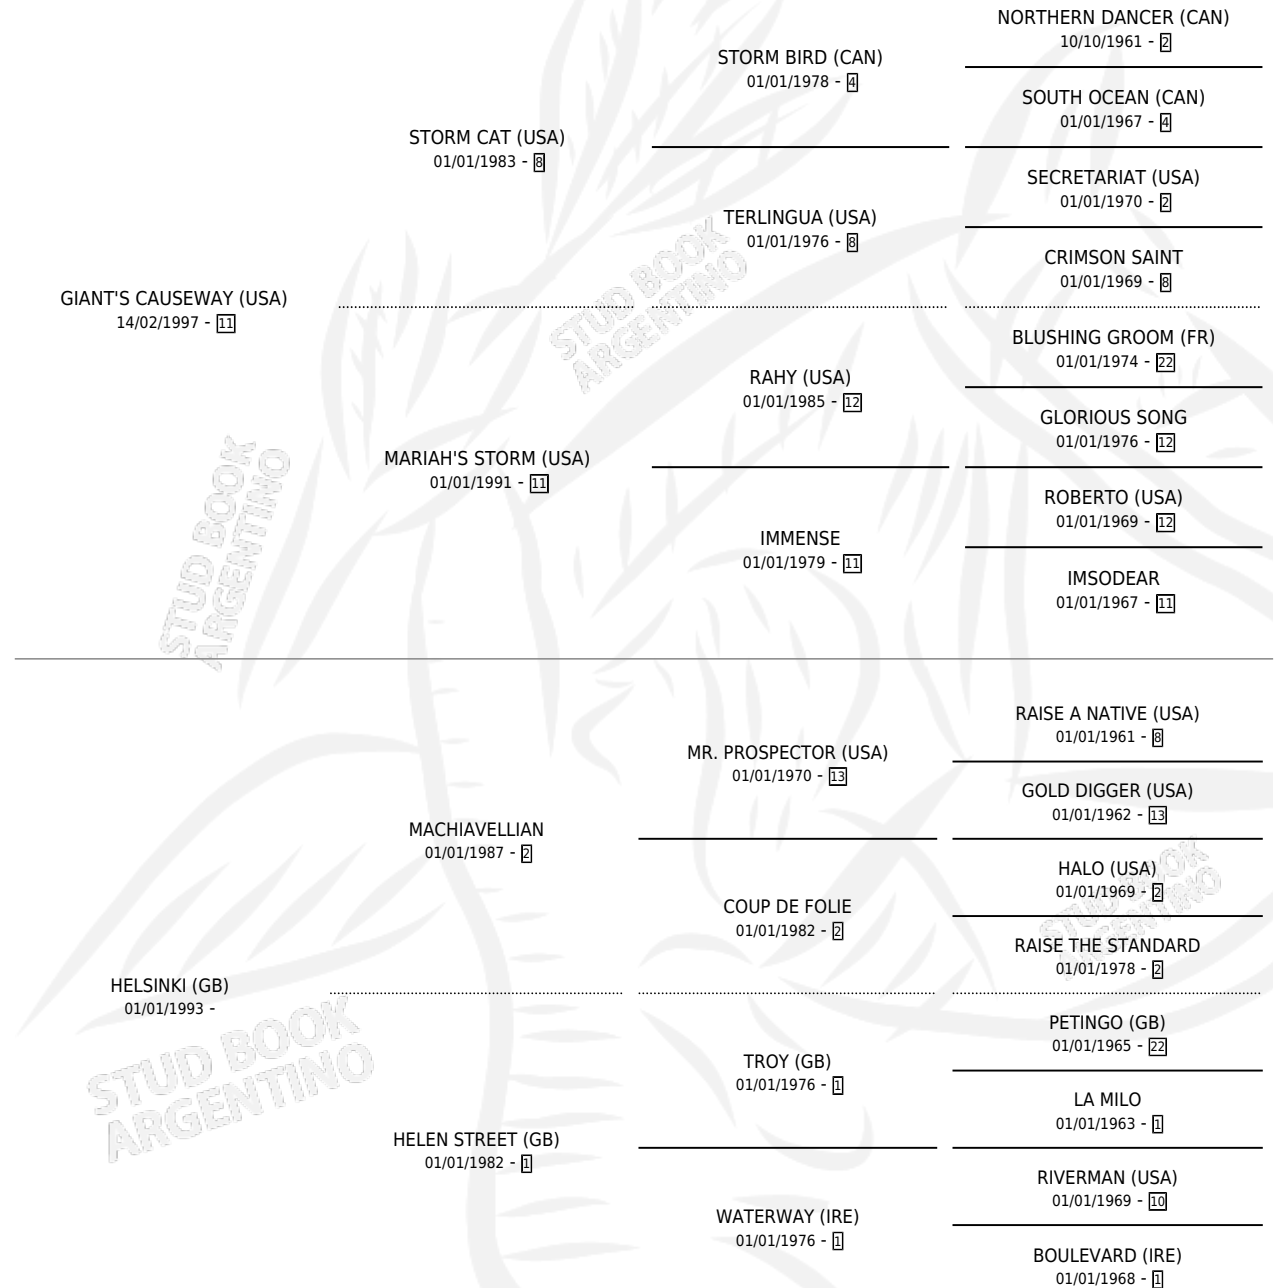 NORTHERN DANCER (CAN)
10/10/1961 - 2
STORM BIRD (CAN)
01/01/1978 - 4
SOUTH OCEAN (CAN)
01/01/1967 - 4
STORM CAT (USA)
01/01/1983 - 8
SECRETARIAT (USA)
01/01/1970 - 2
TERLINGUA (USA)
01/01/1976 - 8
CRIMSON SAINT
01/01/1969 - 8
GIANT'S CAUSEWAY (USA)
14/02/1997 - 11
BLUSHING GROOM (FR)
01/01/1974 - 22
RAHY (USA)
01/01/1985 - 12
GLORIOUS SONG
01/01/1976 - 12
MARIAH'S STORM (USA)
01/01/1991 - 11
ROBERTO (USA)
01/01/1969 - 12
IMMENSE
01/01/1979 - 11
IMSODEAR
01/01/1967 - 11
RAISE A NATIVE (USA)
01/01/1961 - 8
MR. PROSPECTOR (USA)
01/01/1970 - 13
GOLD DIGGER (USA)
01/01/1962 - 13
MACHIAVELLIAN
01/01/1987 - 2
HALO (USA)
01/01/1969 - 2
COUP DE FOLIE
01/01/1982 - 2
RAISE THE STANDARD
01/01/1978 - 2
HELSINKI (GB)
01/01/1993 -
PETINGO (GB)
01/01/1965 - 22
TROY (GB)
01/01/1976 - 1
LA MILO
01/01/1963 - 1
HELEN STREET (GB)
01/01/1982 - 1
RIVERMAN (USA)
01/01/1969 - 10
WATERWAY (IRE)
01/01/1976 - 1
BOULEVARD (IRE)
01/01/1968 - 1
STUD BOOK
ARGENTINO
STUD BOOK
ARGENTINO
STUD BOOK
ARGENTINO
STUD BOOK
ARGENTINO